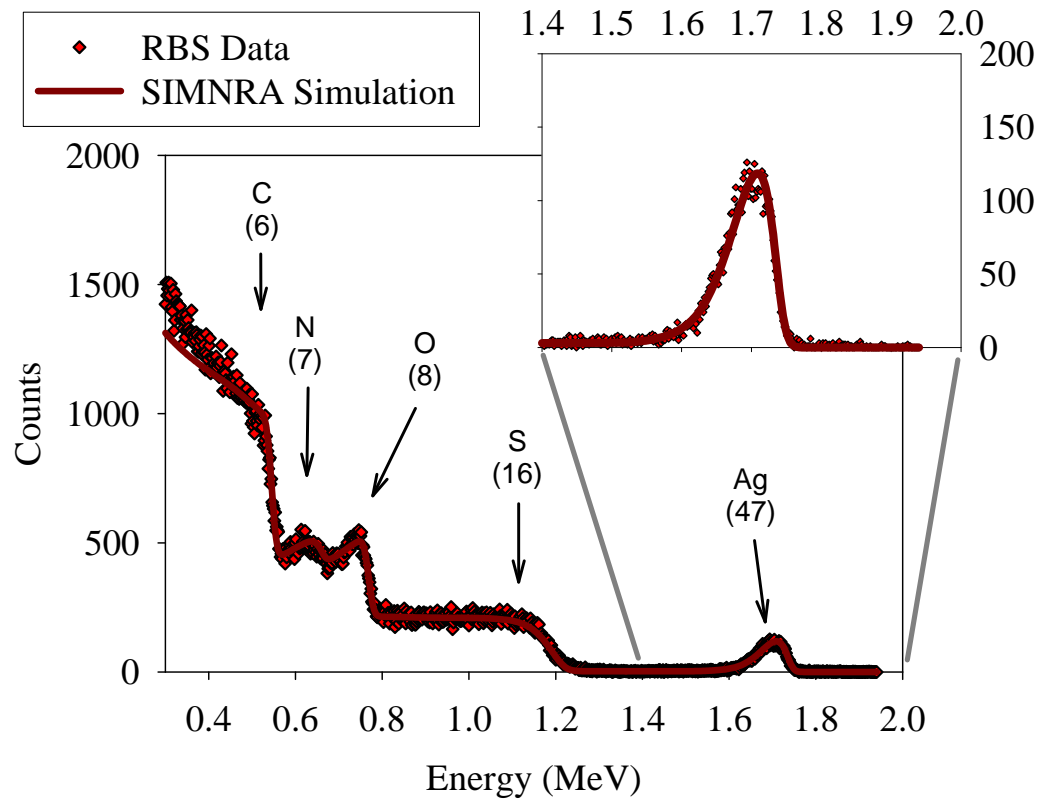 RBS Data
SIMNRA Simulation
1.4 1.5 1.6 1.7 1.8 1.9 2.0
200
150
100
50
0
2000
1500
1000
500
0
Counts
C
(6)
N
(7)
O
(8)
S
(16)
Ag
(47)
0.4 0.6 0.8 1.0 1.2 1.4 1.6 1.8 2.0
Energy (MeV)